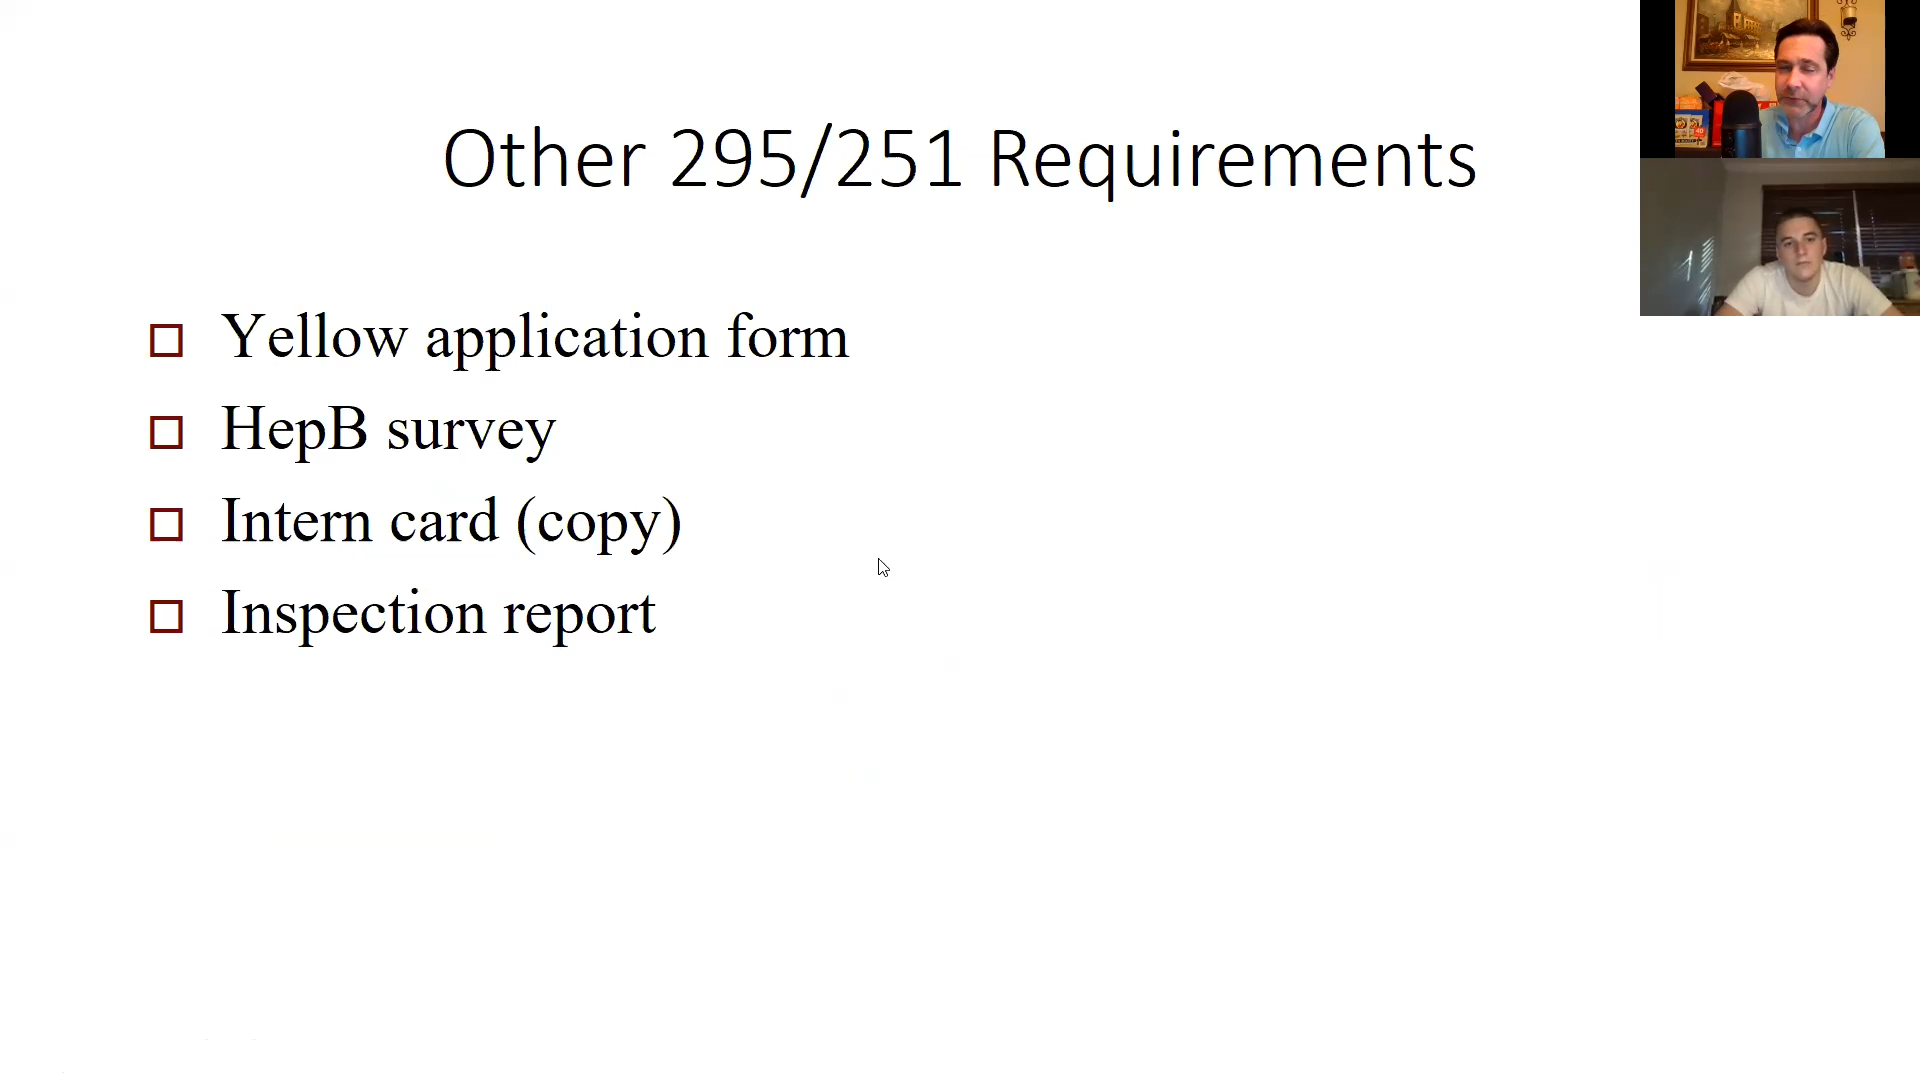 Other 295/251 Requirements
Yellow application form
HepB survey
Intern card (copy)
Inspection report